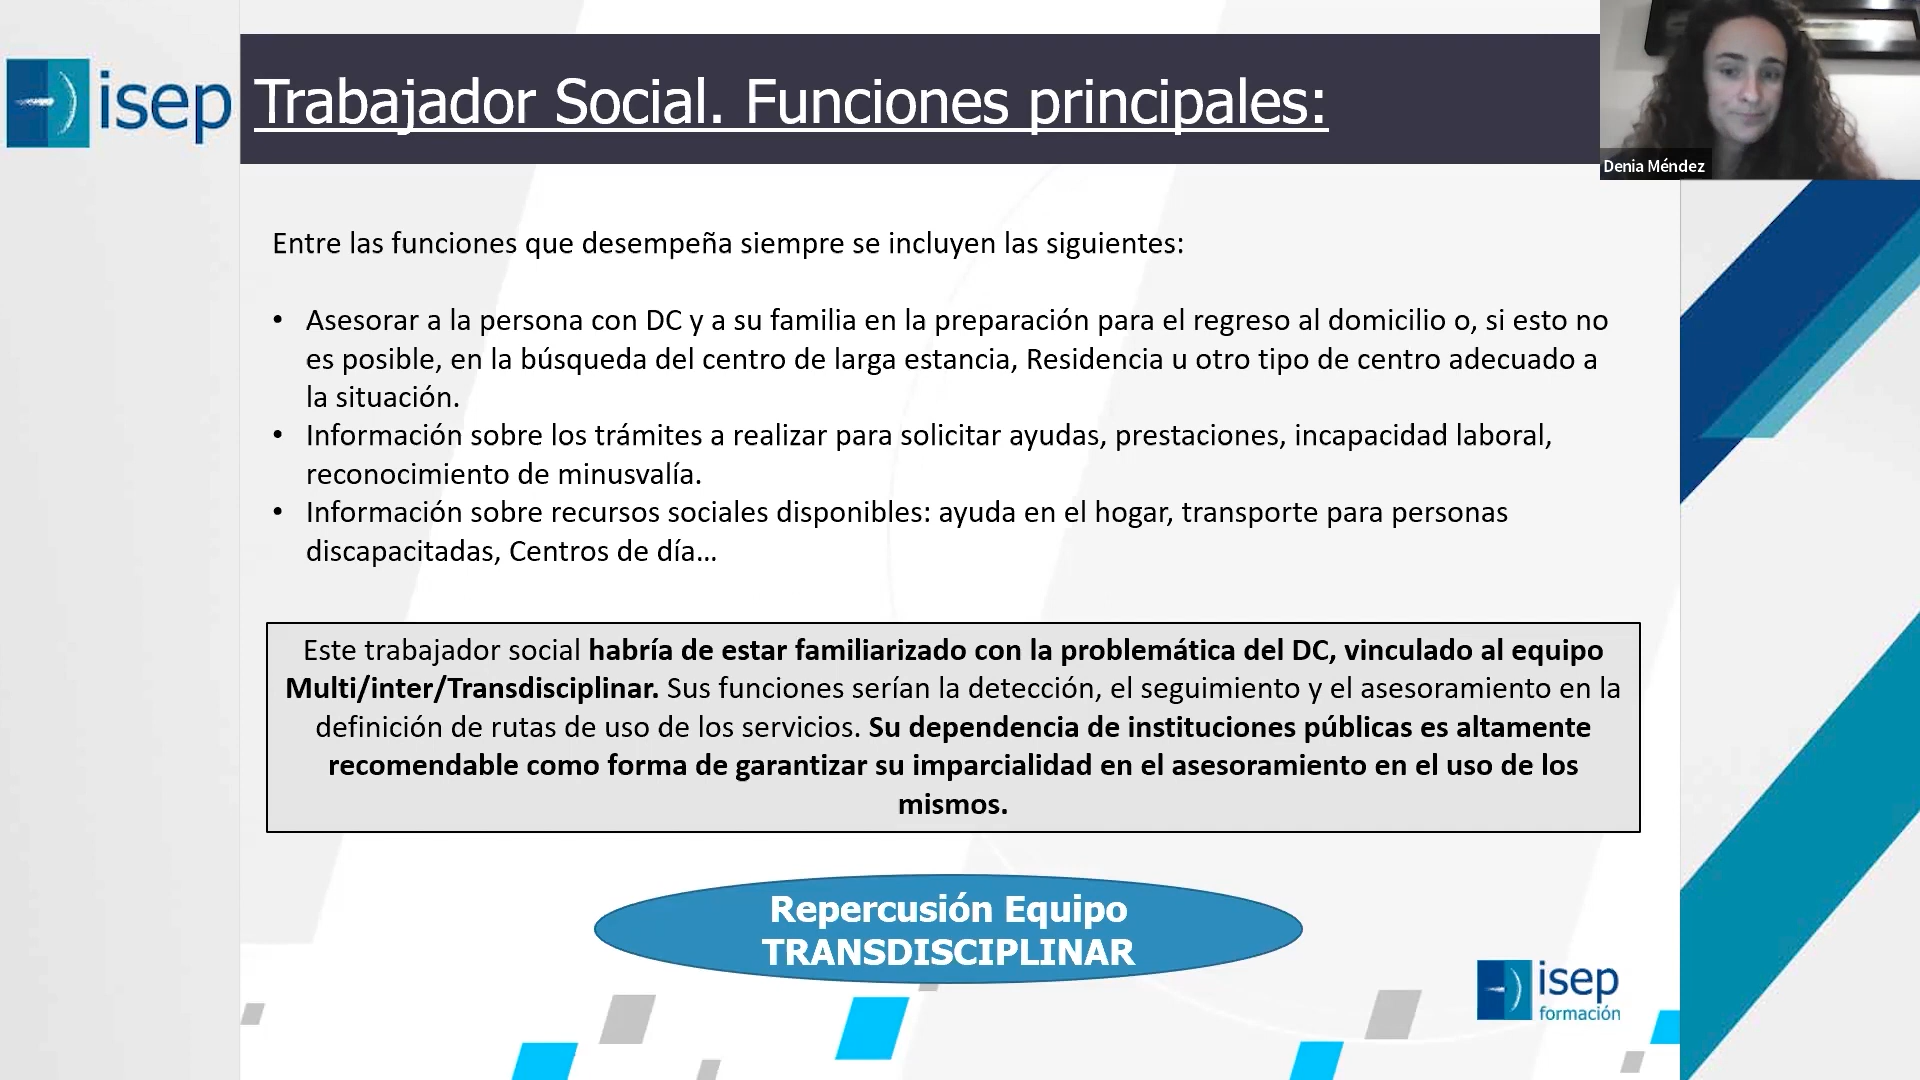 isep
Trabajador Social. Funciones principales:
Denia Méndez
Entre las funciones que desempeña siempre se incluyen las siguientes:
• Asesorar a la persona con DC y a su familia en la preparación para el regreso al domicilio o, si esto no
es posible, en la búsqueda del centro de larga estancia, Residencia u otro tipo de centro adecuado a
la situación.
• Información sobre los trámites a realizar para solicitar ayudas, prestaciones, incapacidad laboral,
reconocimiento de minusvalía.
• Información sobre recursos sociales disponibles: ayuda en el hogar, transporte para personas
discapacitadas, Centros de día…
Este trabajador social habría de estar familiarizado con la problemática del DC, vinculado al equipo
Multi/inter/Transdisciplinar. Sus funciones serían la detección, el seguimiento y el asesoramiento en la
definición de rutas de uso de los servicios. Su dependencia de instituciones públicas es altamente
recomendable como forma de garantizar su imparcialidad en el asesoramiento en el uso de los
mismos.
Repercusión Equipo
TRANSDISCIPLINAR
isep
formación